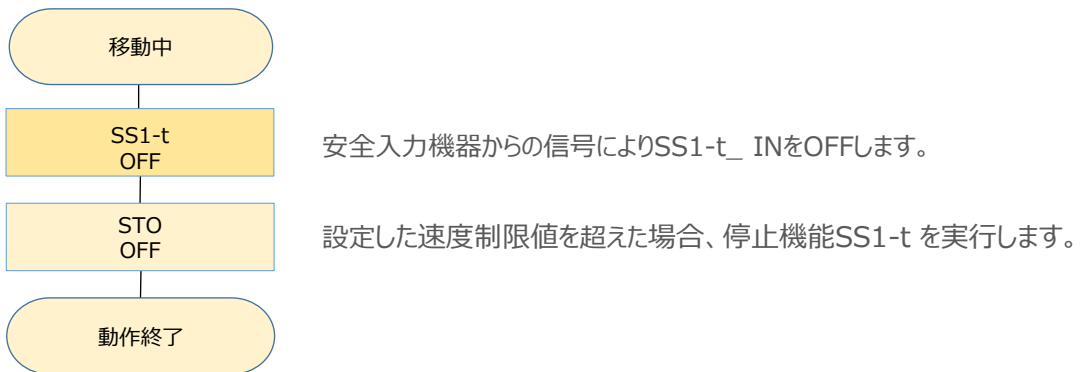 移動中
SS1-t
OFF
安全入力機器からの信号によりSS1-t_ INをOFFします。
STO
OFF
設定した速度制限値を超えた場合、停止機能SS1-t を実行します。
動作終了